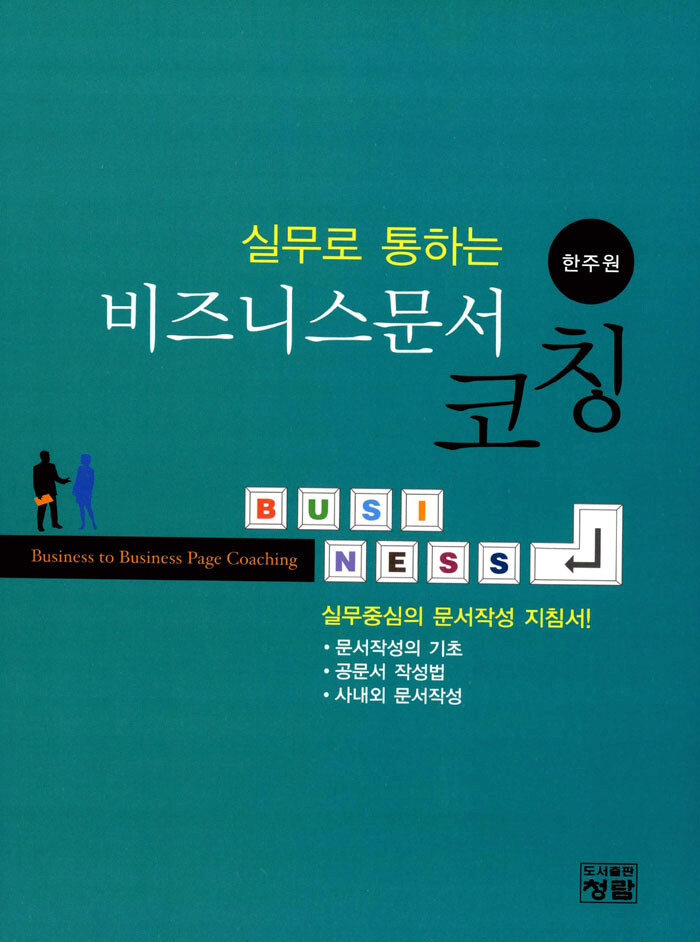 실무로 통하는
한주원
비즈니스문서
코칭
BUSI
NESS
Business to Business Page Coaching
실무중심의 문서작성 지침서!
• 문서작성의 기초
• 공문서 작성법
• 사내외 문서작성
도서출판
청람